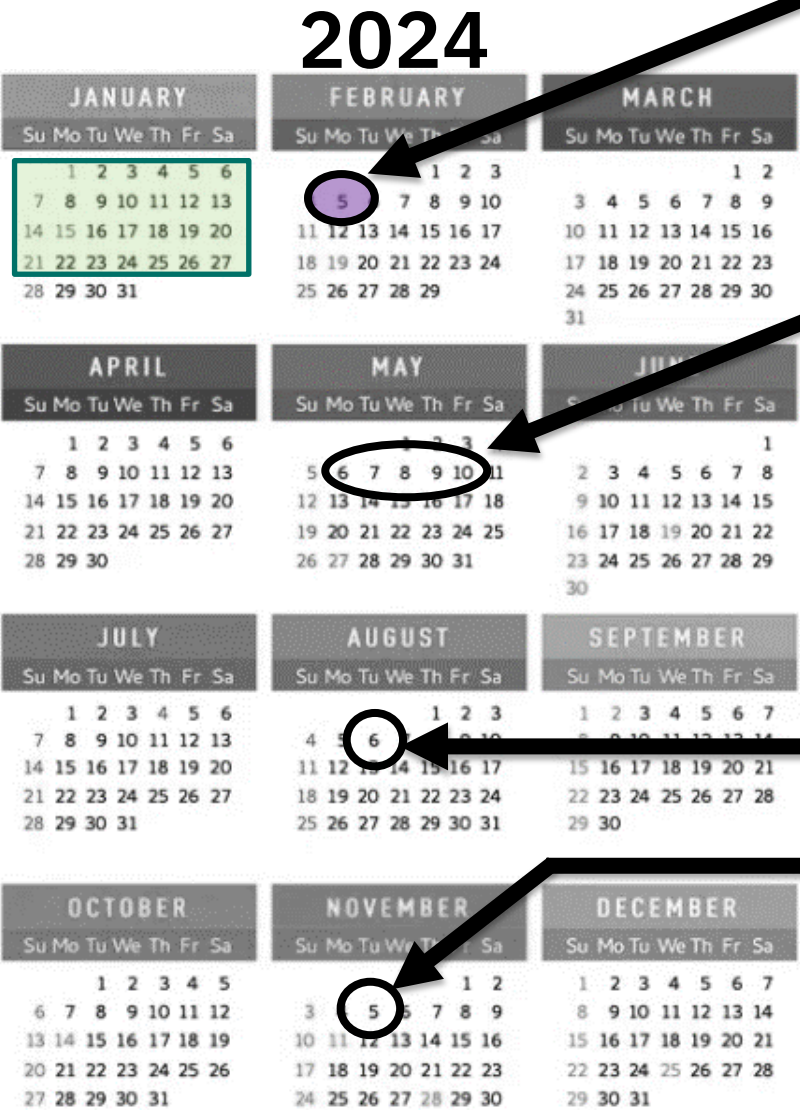 2024
JANUARY
Su Mo Tu We Th Fr Sa
1 2 3 4 5 6
7 8 9 10 11 12 13
14 15 16 17 18 19 20
21 22 23 24 25 26 27
28 29 30 31
FEBRUARY
Su Mo Tu We Th Fr Sa
1 2 3
5 7 8 9 10
11 12 13 14 15 16 17
18 19 20 21 22 23 24
25 26 27 28 29
MARCH
Su Mo Tu We Th Fr Sa
1 2
3 4 5 6 7 8 9
10 11 12 13 14 15 16
17 18 19 20 21 22 23
24 25 26 27 28 29 30
31
APRIL
Su Mo Tu We Th Fr Sa
1 2 3 4 5 6
7 8 9 10 11 12 13
14 15 16 17 18 19 20
21 22 23 24 25 26 27
28 29 30
MAY
Su Mo Tu We Th Fr Sa
1 2 3
5 6 7 8 9 10 11
12 13 14 15 16 17 18
19 20 21 22 23 24 25
26 27 28 29 30 31
JUNE
Su Mo Tu We Th Fr Sa
1
2 3 4 5 6 7 8
9 10 11 12 13 14 15
16 17 18 19 20 21 22
23 24 25 26 27 28 29
30
JULY
Su Mo Tu We Th Fr Sa
1 2 3 4 5 6
7 8 9 10 11 12 13
14 15 16 17 18 19 20
21 22 23 24 25 26 27
28 29 30 31
AUGUST
Su Mo Tu We Th Fr Sa
1 2 3
4 6
11 12 13 14 15 16 17
18 19 20 21 22 23 24
25 26 27 28 29 30 31
SEPTEMBER
Su Mo Tu We Th Fr Sa
1 2 3 4 5 6 7
15 16 17 18 19 20 21
22 23 24 25 26 27 28
29 30
OCTOBER
Su Mo Tu We Th Fr Sa
1 2 3 4 5
6 7 8 9 10 11 12
13 14 15 16 17 18 19
20 21 22 23 24 25 26
27 28 29 30 31
NOVEMBER
Su Mo Tu We Th Fr Sa
1 2
3 5 7 8 9
10 11 12 13 14 15 16
17 18 19 20 21 22 23
24 25 26 27 28 29 30
DECEMBER
Su Mo Tu We Th Fr Sa
1 2 3 4 5 6 7
8 9 10 11 12 13 14
15 16 17 18 19 20 21
22 23 24 25 26 27 28
29 30 31